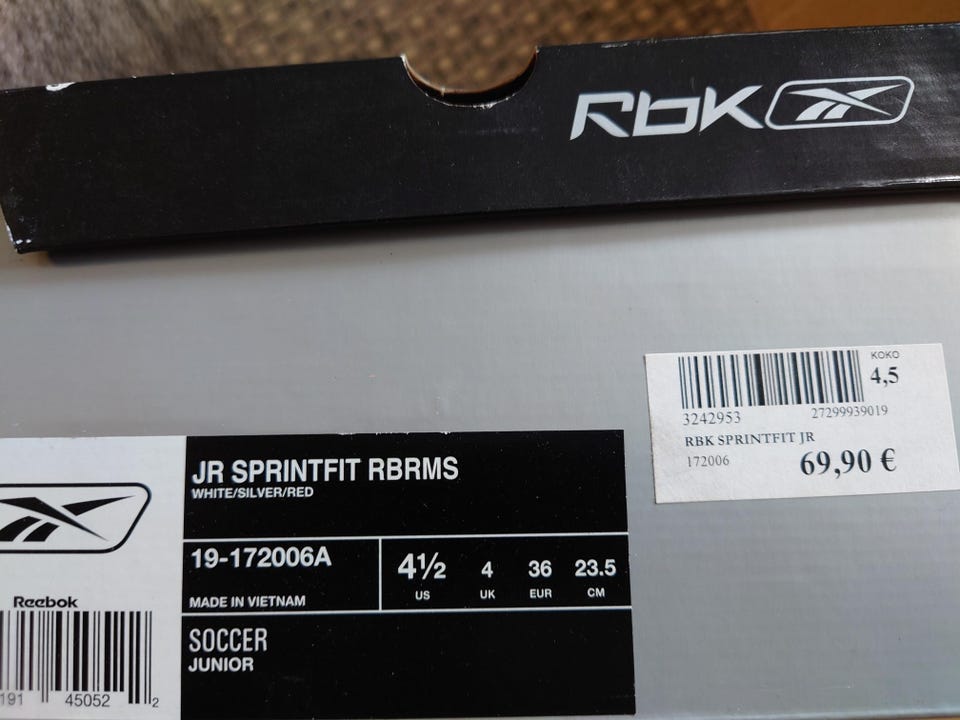 Rbk
KOKO
4,5
3242953 27299939019
RBK SPRINTFIT JR
172006 69,90 €
JR SPRINTFIT RBRMS
WHITE/SILVER/RED
19-172006A
4½ 4 36 23.5
US UK EUR CM
MADE IN VIETNAM
Reebok
SOCCER
JUNIOR
191 45052 2